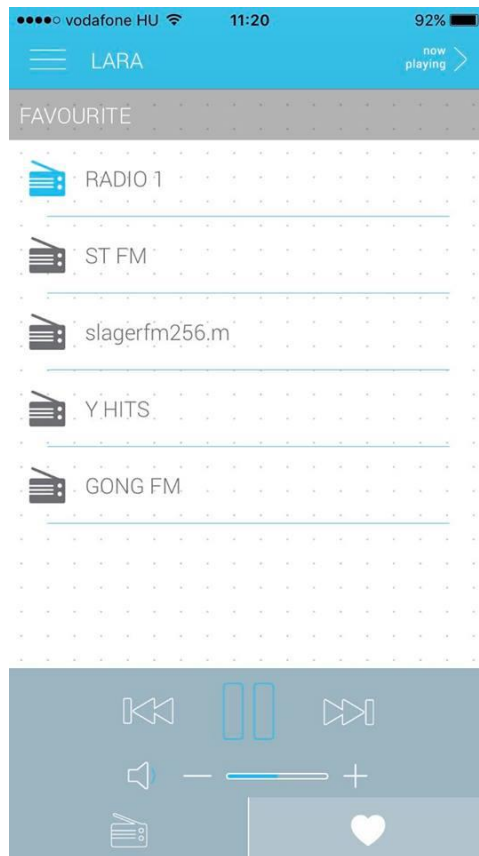 vodafone HU 11:20 92%
LARA
now
playing
FAVOURITE
RADIO 1
ST FM
slagerfm256.m
Y HITS
GONG FM